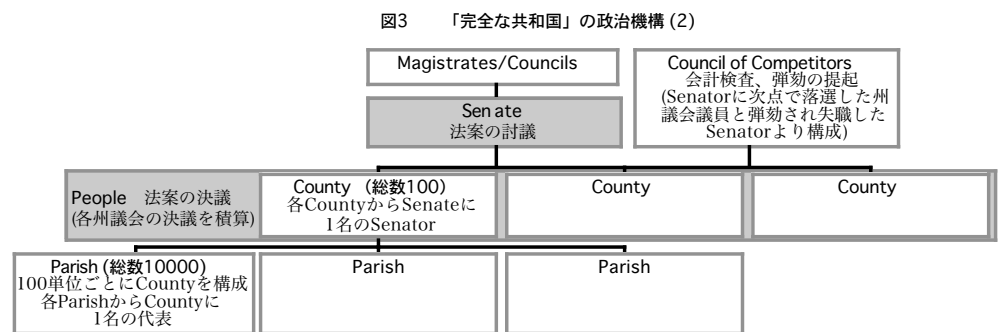 図3 「完全な共和国」の政治機構 (2)
Magistrates/Councils
Senate
法案の討議
Council of Competitors
会計検査、弾劾の提起
(Senatorに次点で落選した州
議会議員と弾劾され失職した
Senatorより構成)
People 法案の決議
(各州議会の決議を積算)
County (総数100)
各CountyからSenateに
1名のSenator
County
County
Parish (総数10000)
100単位ごとにCountyを構成
各ParishからCountyに
1名の代表
Parish
Parish